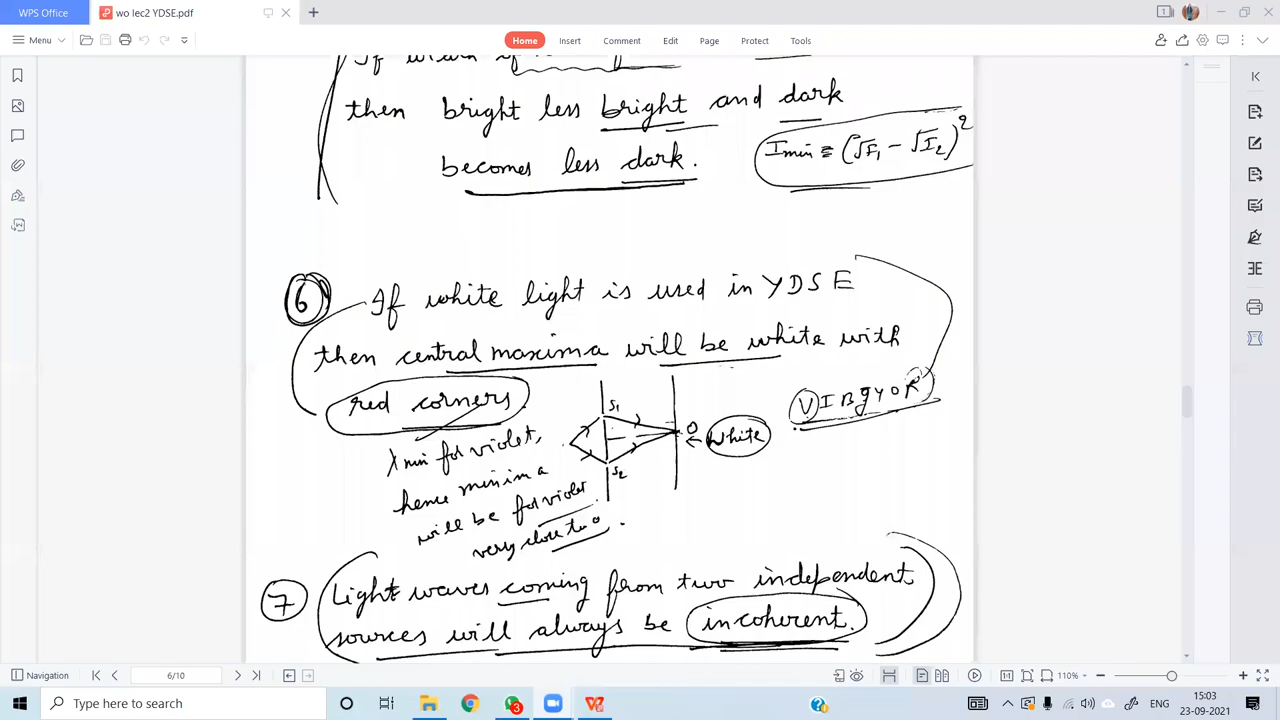 WPS Office
wo lec2 YDSE.pdf
Menu
Home Insert Comment Edit Page Protect Tools
then bright less bright and dark
becomes less dark.
Imin = (√I1 - √I2)2
6 If white light is used in YDSE
then central maxima will be white with
red corners
VIBgYOR
S1
O
White
S2
λmin for violet,
hence minima
will be for violet
very close to o.
7 Light waves coming from two independent
sources will always be incoherent.
Navigation 6/10 110%
Type here to search
3
15:03
ENG
23-09-2021